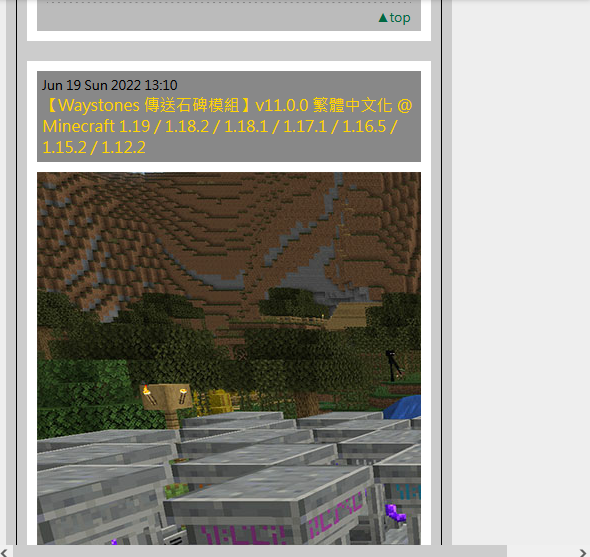 ▲top
Jun 19 Sun 2022 13:10
【Waystones 傳送石碑模組】v11.0.0 繁體中文化 @
Minecraft 1.19 / 1.18.2 / 1.18.1 / 1.17.1 / 1.16.5 /
1.15.2 / 1.12.2